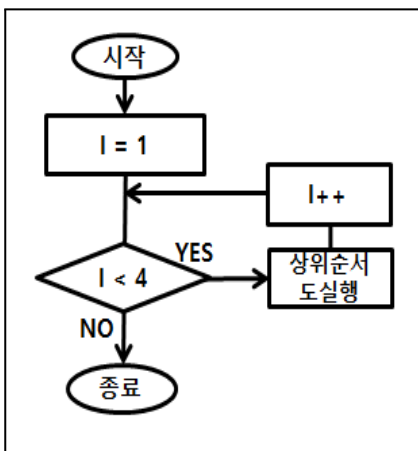 시작
I = 1
I++
I < 4
YES
상위순서
도실행
NO
종료